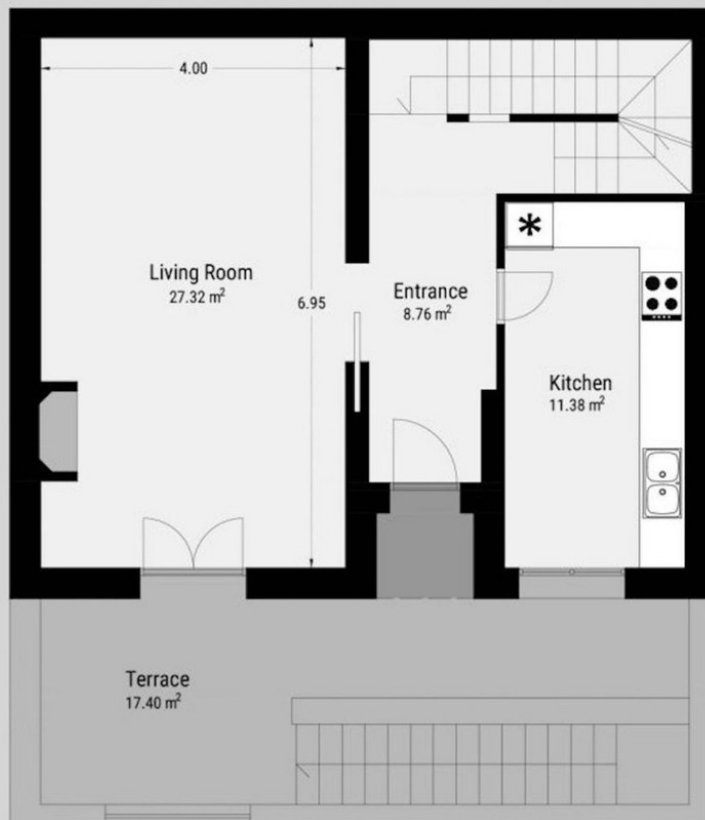 4.00
Living Room
27.32 m²
6.95
Entrance
8.76 m²
Kitchen
11.38 m²
Terrace
17.40 m²